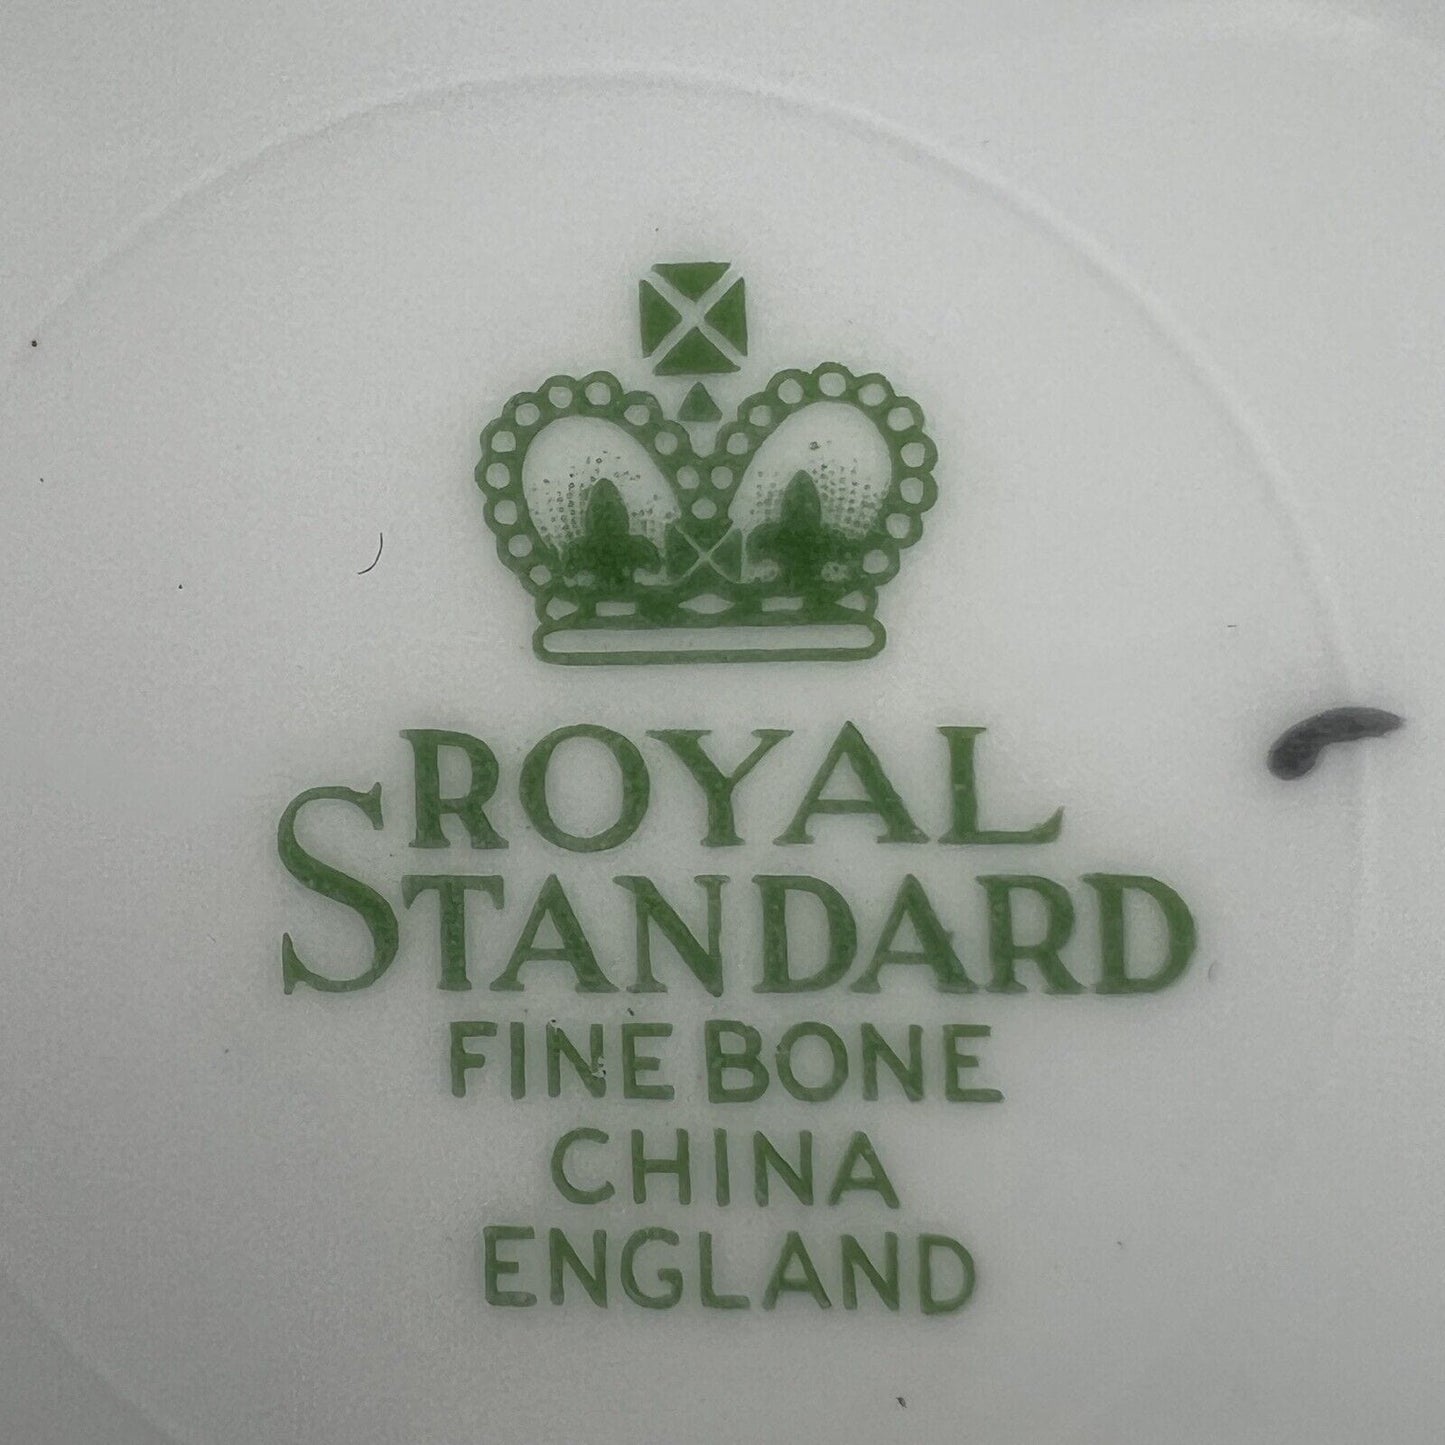 ROYAL
STANDARD
FINE BONE
CHINA
ENGLAND